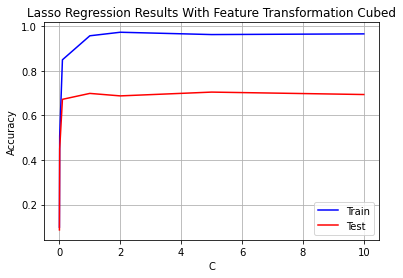 Lasso Regression Results With Feature Transformation Cubed
1.0
0.8
0.6
0.4
0.2
Accuracy
0
2
4
6
8
10
C
Train
Test